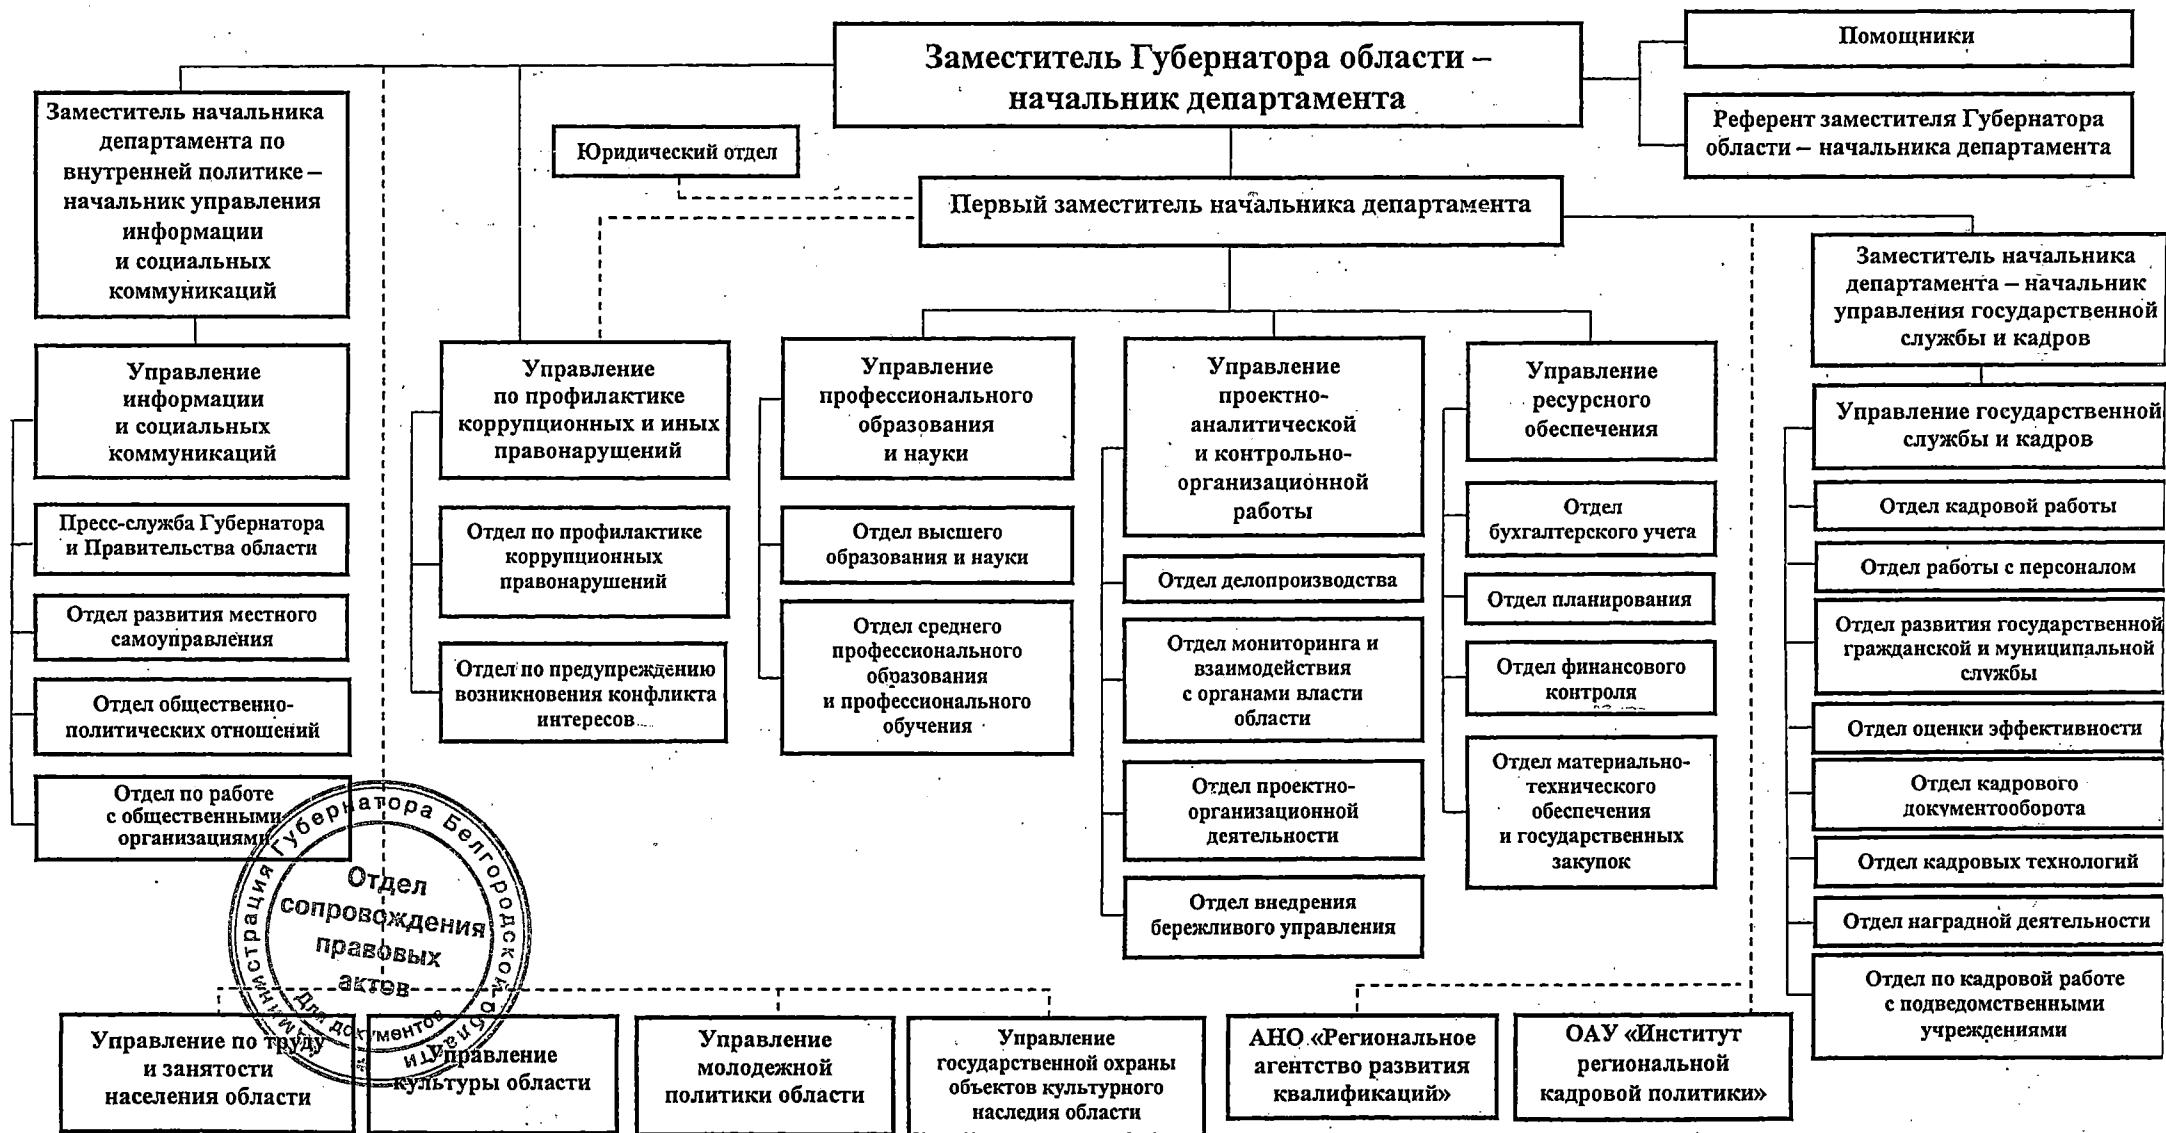 Заместитель Губернатора области –
начальник департамента
Помощники
Референт заместителя Губернатора
области – начальника департамента
Заместитель начальника
департамента по
внутренней политике –
начальник управления
информации
и социальных
коммуникаций
Юридический отдел
Первый заместитель начальника департамента
Заместитель начальника
департамента – начальник
управления государственной
службы и кадров
Управление
информации
и социальных
коммуникаций
Пресс-служба Губернатора
и Правительства области
Отдел развития местного
самоуправления
Отдел общественно-
политических отношений
Отдел по работе
с общественными
организациями
Управление
по профилактике
коррупционных и иных
правонарушений
Отдел по профилактике
коррупционных
правонарушений
Отдел по предупреждению
возникновения конфликта
интересов
Управление
профессионального
образования
и науки
Отдел высшего
образования и науки
Отдел среднего
профессионального
образования
и профессионального
обучения
Управление
проектно-
аналитической
и контрольно-
организационной
работы
Отдел делопроизводства
Отдел мониторинга и
взаимодействия
с органами власти
области
Отдел проектно-
организационной
деятельности
Отдел внедрения
бережливого управления
Управление
ресурсного
обеспечения
Отдел
бухгалтерского учета
Отдел планирования
Отдел финансового
контроля
Отдел материально-
технического
обеспечения
и государственных
закупок
Управление государственной
службы и кадров
Отдел кадровой работы
Отдел работы с персоналом
Отдел развития государственной
гражданской и муниципальной
службы
Отдел оценки эффективности
Отдел кадрового
документооборота
Отдел кадровых технологий
Отдел наградной деятельности
Отдел по кадровой работе
с подведомственными
учреждениями
Администрация Губернатора Белгородской области
Отдел
сопровождения
правовых
актов
Для документов
Управление по труду
и занятости
населения области
Управление
культуры области
Управление
молодежной
политики области
Управление
государственной охраны
объектов культурного
наследия области
АНО «Региональное
агентство развития
квалификаций»
ОАУ «Институт
региональной
кадровой политики»